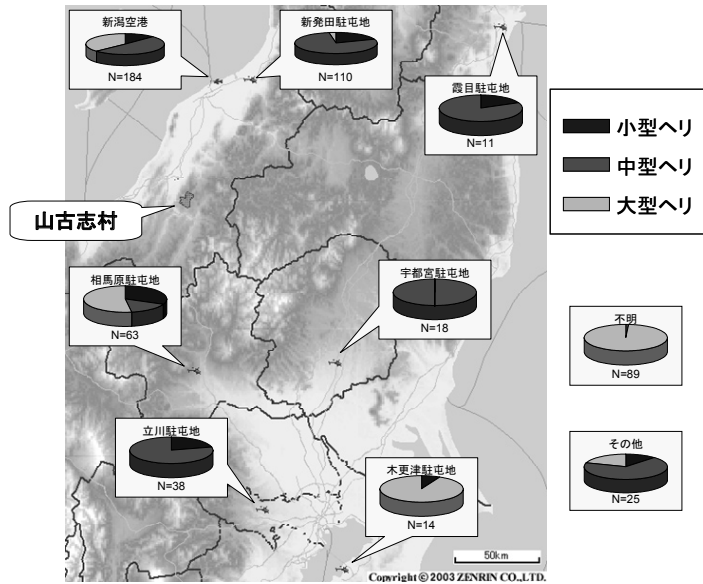 新潟空港
N=184
新発田駐屯地
N=110
霞目駐屯地
N=11
小型ヘリ
中型ヘリ
大型ヘリ
山古志村
相馬原駐屯地
N=63
宇都宮駐屯地
N=18
不明
N=89
立川駐屯地
N=38
木更津駐屯地
N=14
その他
N=25
50km
Copyright © 2003 ZENRIN CO.,LTD.